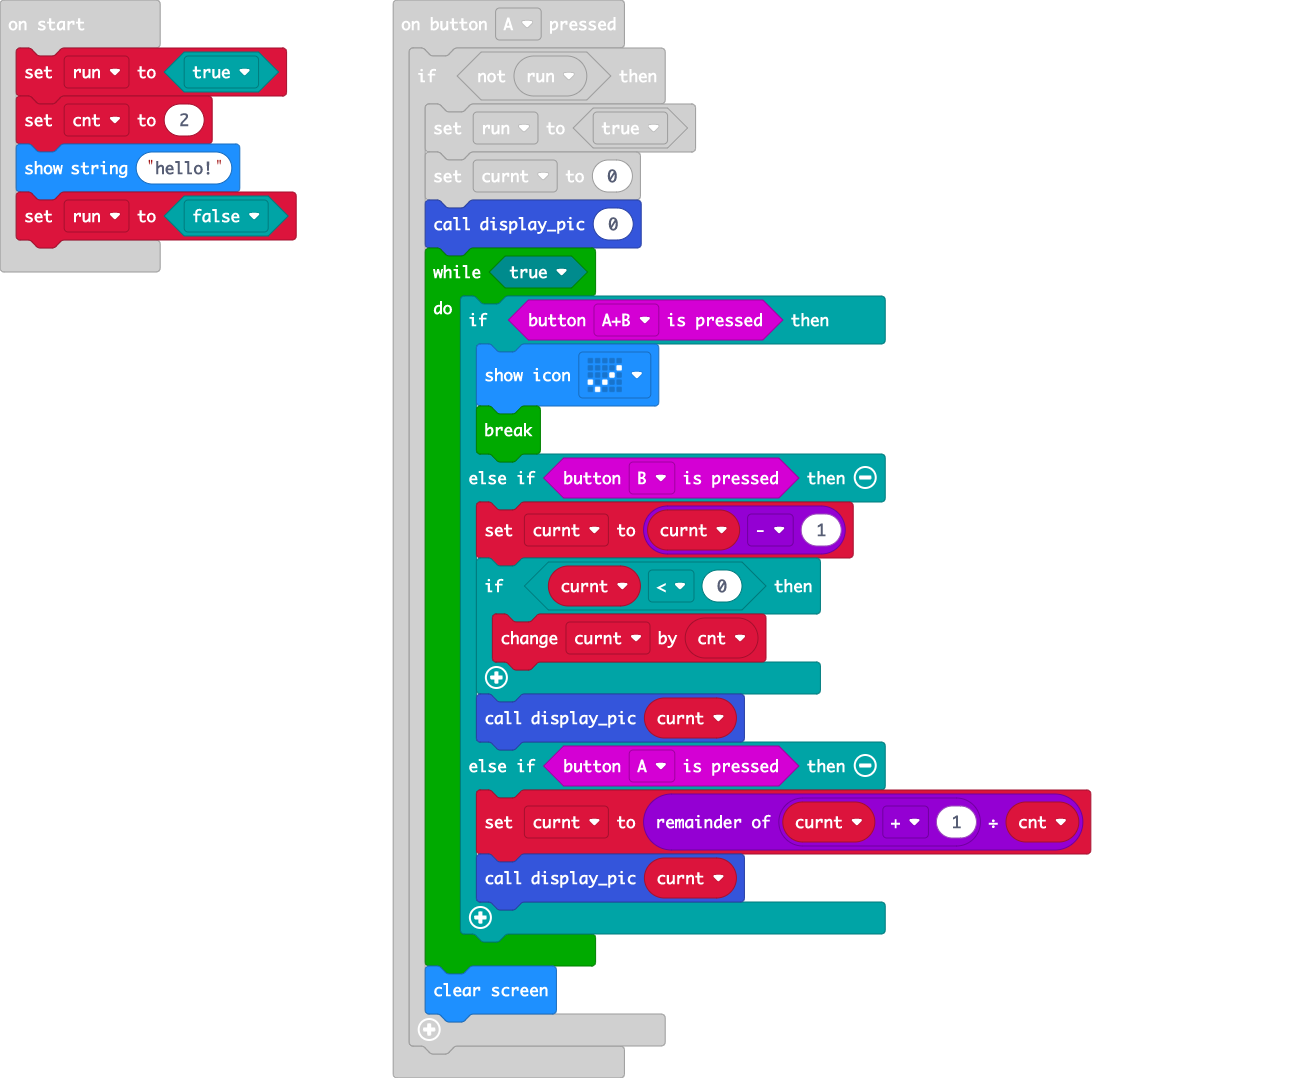 on start
set run to true
set cnt to 2
show string "hello!"
set run to false
on button A pressed
if not run then
set run to true
set curnt to 0
call display_pic 0
while true
do
if button A+B is pressed then
show icon
break
else if button B is pressed then
set curnt to curnt - 1
if curnt < 0 then
change curnt by cnt
call display_pic curnt
else if button A is pressed then
set curnt to remainder of curnt + 1 ÷ cnt
call display_pic curnt
clear screen